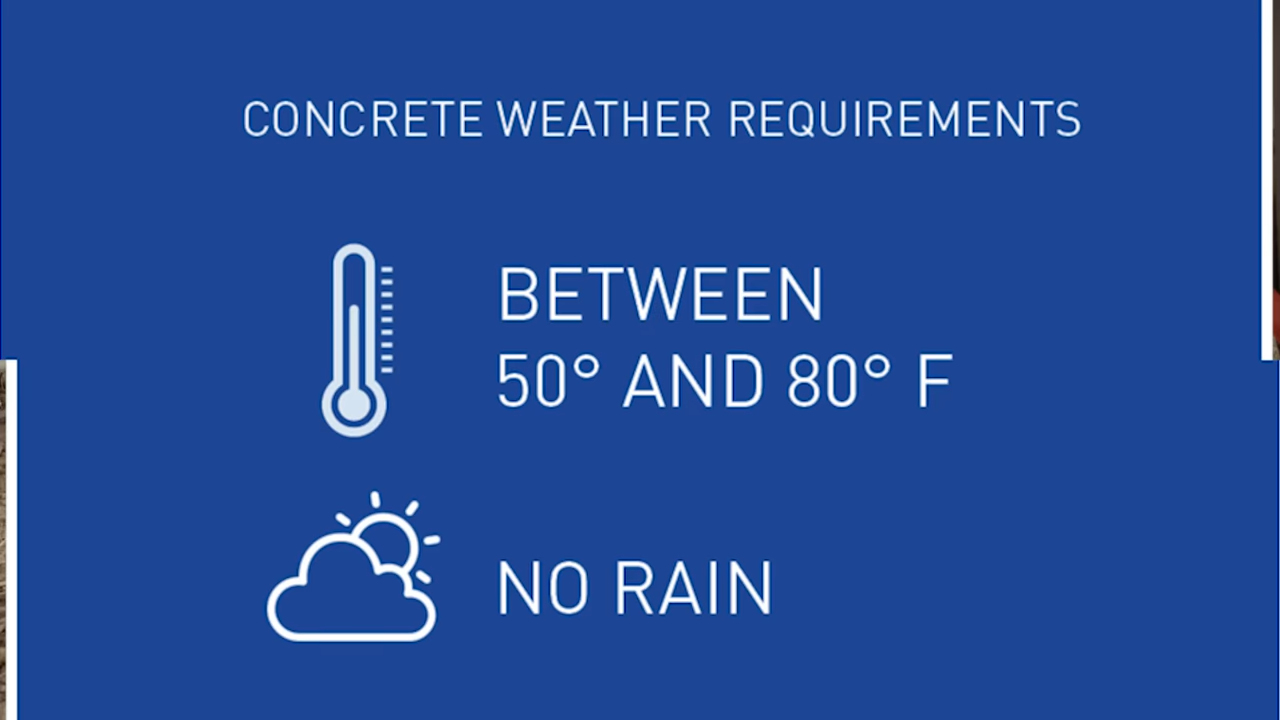 CONCRETE WEATHER REQUIREMENTS
BETWEEN
50° AND 80° F
NO RAIN